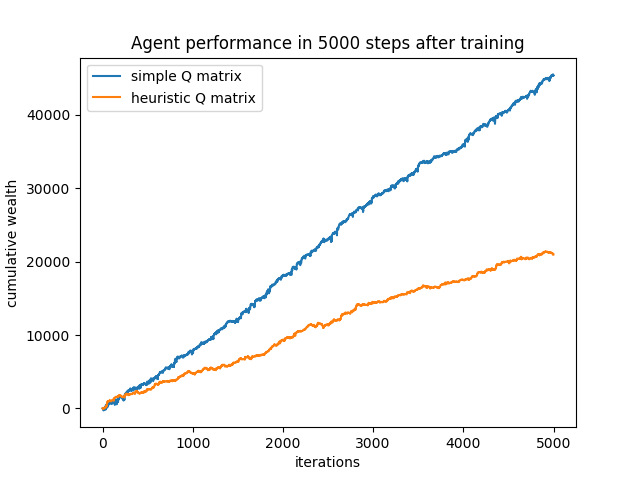 Agent performance in 5000 steps after training
simple Q matrix
heuristic Q matrix
cumulative wealth
40000
30000
20000
10000
0
0 1000 2000 3000 4000 5000
iterations